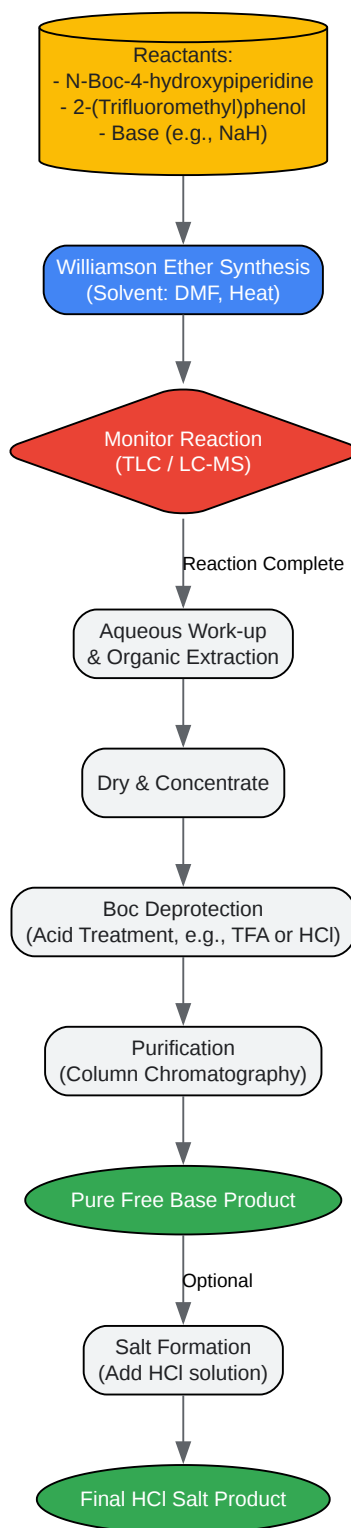 Reactants:
- N-Boc-4-hydroxypiperidine
- 2-(Trifluoromethyl)phenol
- Base (e.g., NaH)
Williamson Ether Synthesis
(Solvent: DMF, Heat)
Monitor Reaction
(TLC / LC-MS)
Reaction Complete
Aqueous Work-up
& Organic Extraction
Dry & Concentrate
Boc Deprotection
(Acid Treatment, e.g., TFA or HCl)
Purification
(Column Chromatography)
Pure Free Base Product
Optional
Salt Formation
(Add HCl solution)
Final HCl Salt Product